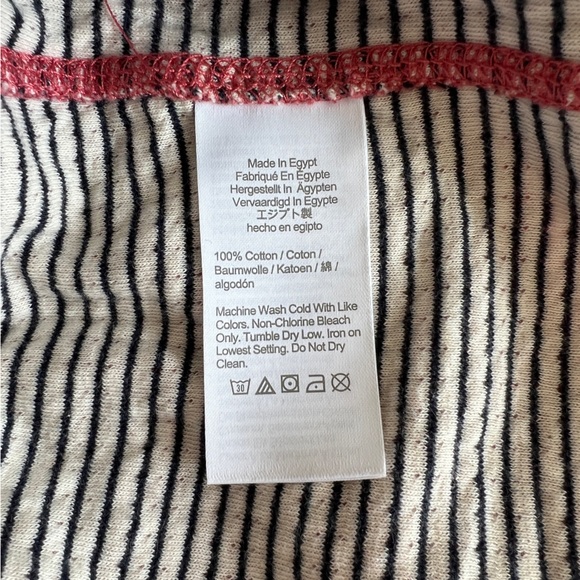 Made In Egypt
Fabriqué En Egypte
Hergestellt In Ägypten
Vervaardigd In Egypte
エジプト製
hecho en egipto
100% Cotton / Coton /
Baumwolle / Katoen / 綿 /
algodón
Machine Wash Cold With Like
Colors. Non-Chlorine Bleach
Only. Tumble Dry Low. Iron on
Lowest Setting. Do Not Dry
Clean.
30